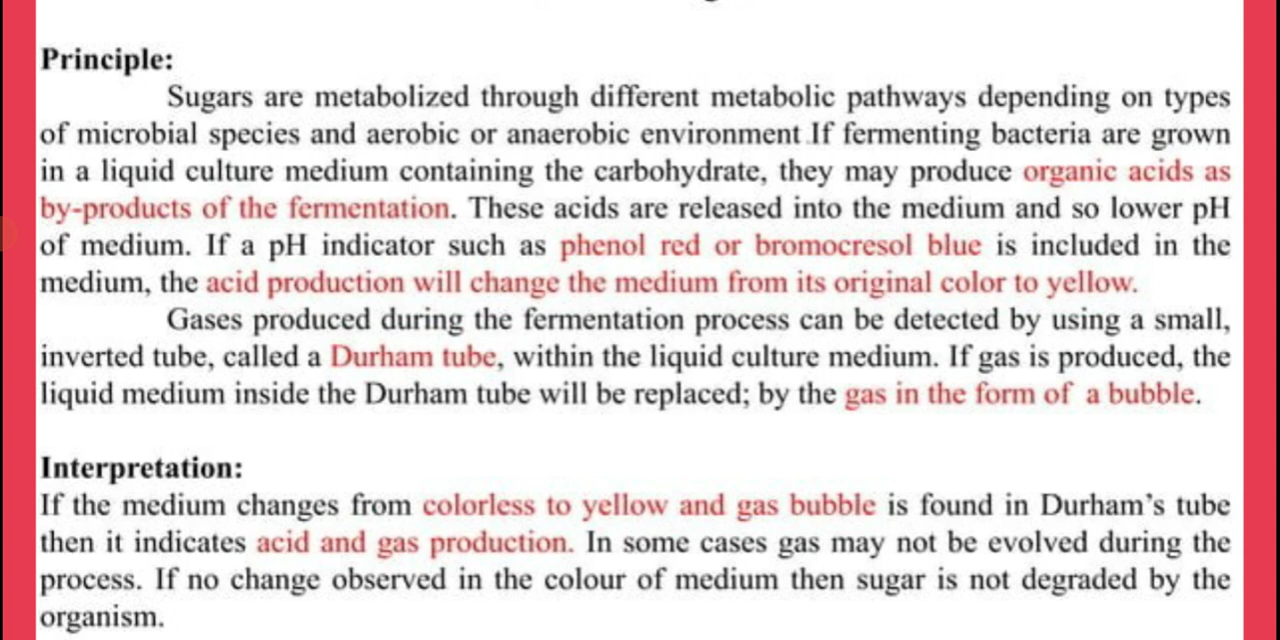 Principle:
Sugars are metabolized through different metabolic pathways depending on types
of microbial species and aerobic or anaerobic environment.If fermenting bacteria are grown
in a liquid culture medium containing the carbohydrate, they may produce organic acids as
by-products of the fermentation. These acids are released into the medium and so lower pH
of medium. If a pH indicator such as phenol red or bromocresol blue is included in the
medium, the acid production will change the medium from its original color to yellow.
Gases produced during the fermentation process can be detected by using a small,
inverted tube, called a Durham tube, within the liquid culture medium. If gas is produced, the
liquid medium inside the Durham tube will be replaced; by the gas in the form of a bubble.
Interpretation:
If the medium changes from colorless to yellow and gas bubble is found in Durham’s tube
then it indicates acid and gas production. In some cases gas may not be evolved during the
process. If no change observed in the colour of medium then sugar is not degraded by the
organism.